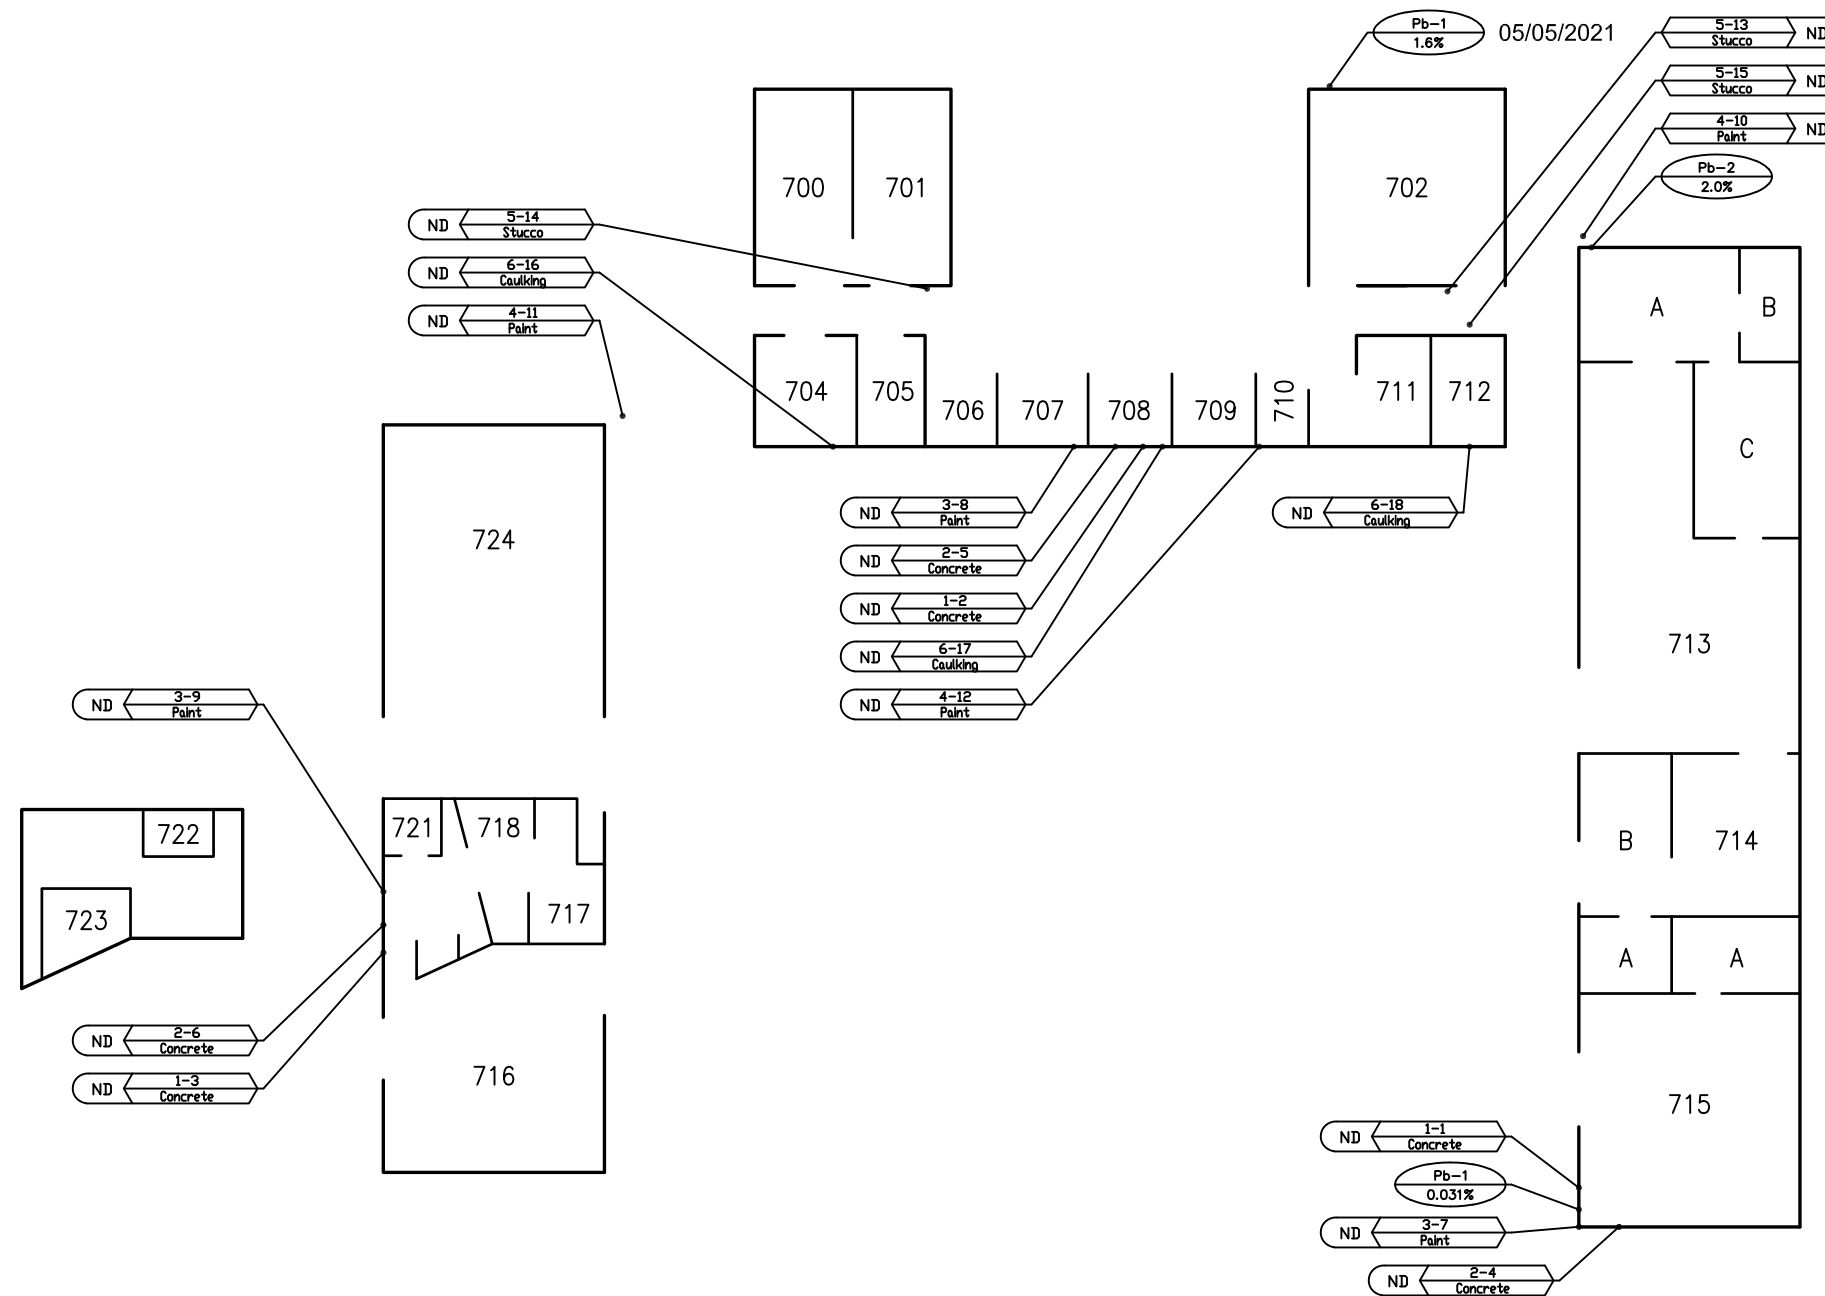 Pb-1
1.6%
05/05/2021
5-13
Stucco
ND
5-15
Stucco
ND
4-10
Paint
ND
Pb-2
2.0%
700
701
702
ND
5-14
Stucco
ND
6-16
Caulking
ND
4-11
Paint
A
B
704
705
706
707
708
709
710
711
712
C
ND
3-8
Paint
ND
6-18
Caulking
724
ND
2-5
Concrete
ND
1-2
Concrete
ND
6-17
Caulking
713
ND
4-12
Paint
ND
3-9
Paint
722
721
718
B
714
723
717
A
A
ND
2-6
Concrete
ND
1-3
Concrete
716
715
ND
1-1
Concrete
Pb-1
0.031%
ND
3-7
Paint
ND
2-4
Concrete